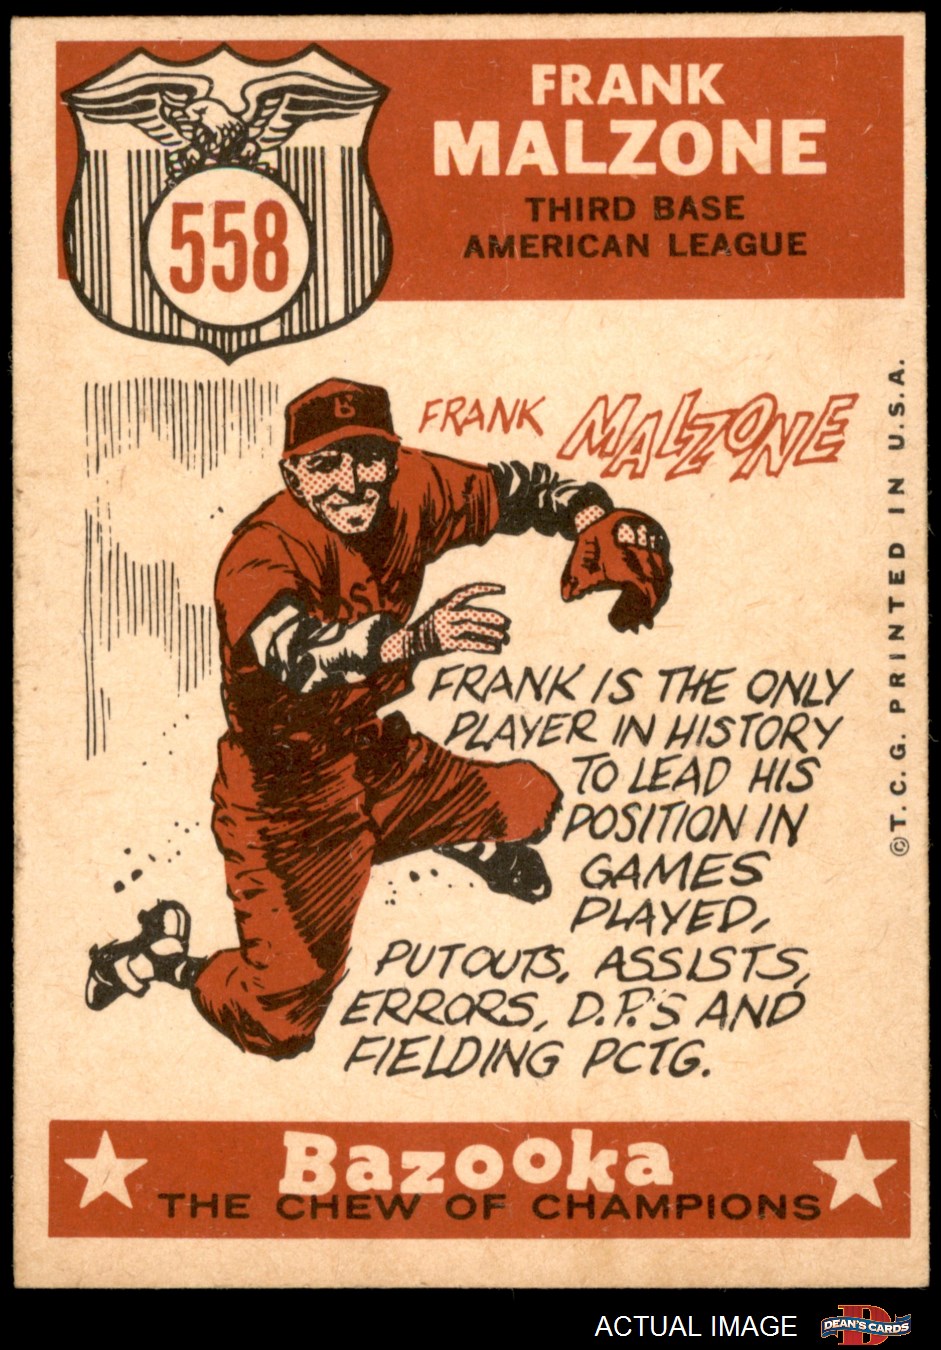 FRANK
MALZONE
THIRD BASE
AMERICAN LEAGUE
558
FRANK MALZONE
B
OS
FRANK IS THE ONLY
PLAYER IN HISTORY
TO LEAD HIS
POSITION IN
GAMES
PLAYED,
PUTOUTS, ASSISTS,
ERRORS, D.P.'S AND
FIELDING PCTG.
©T.C.G. PRINTED IN U.S.A.
Bazooka
THE CHEW OF CHAMPIONS
ACTUAL IMAGE
D
DEAN'S CARDS